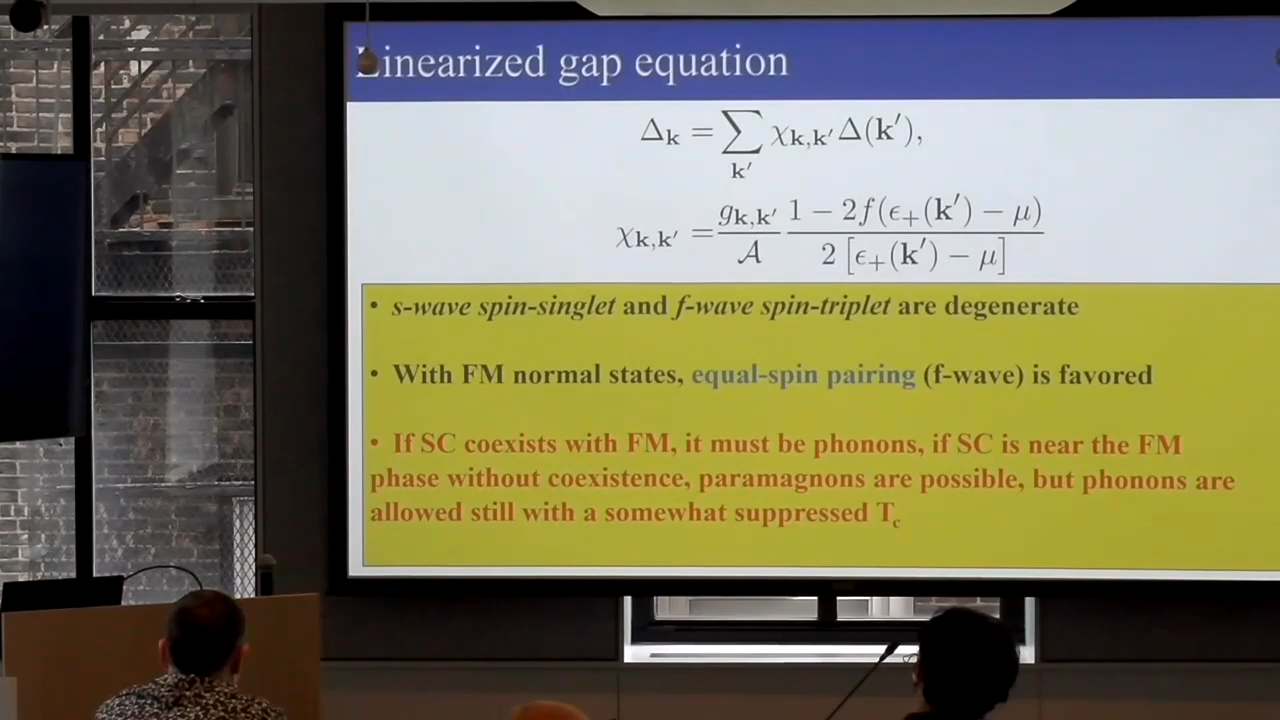 Linearized gap equation
Δ_k = ∑_{k′} χ_{k,k′} Δ(k′),
χ_{k,k′} = g_{k,k′}/𝒜 (1 − 2f(ϵ₊(k′) − μ))/(2 [ϵ₊(k′) − μ])
• s-wave spin-singlet and f-wave spin-triplet are degenerate
• With FM normal states, equal-spin pairing (f-wave) is favored
• If SC coexists with FM, it must be phonons, if SC is near the FM
phase without coexistence, paramagnons are possible, but phonons are
allowed still with a somewhat suppressed T_c